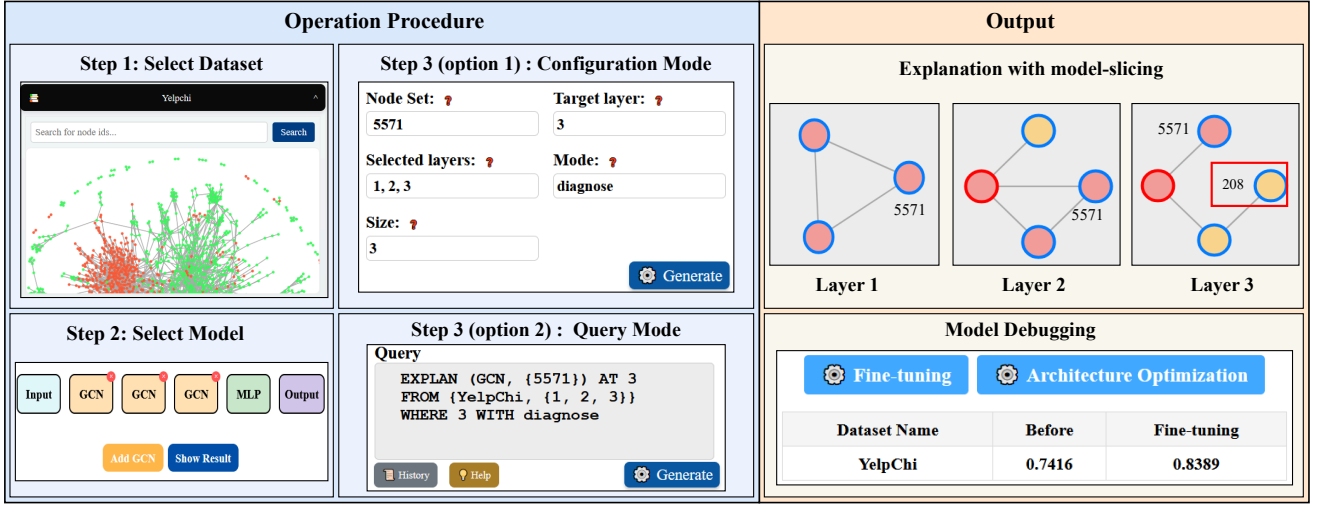 Operation Procedure
Step 1: Select Dataset
Yelpchi
Search for node ids...
Search
Step 2: Select Model
Input
GCN
GCN
GCN
MLP
Output
Add GCN
Show Result
Step 3 (option 1) : Configuration Mode
Node Set: ?
Target layer: ?
5571
3
Selected layers: ?
Mode: ?
1, 2, 3
diagnose
Size: ?
3
Generate
Step 3 (option 2) : Query Mode
Query
EXPLAN (GCN, {5571}) AT 3
FROM {YelpChi, {1, 2, 3}}
WHERE 3 WITH diagnose
History
Help
Generate
Output
Explanation with model-slicing
5571
Layer 1
5571
Layer 2
5571
208
Layer 3
Model Debugging
Fine-tuning
Architecture Optimization
Dataset Name Before Fine-tuning
YelpChi 0.7416 0.8389